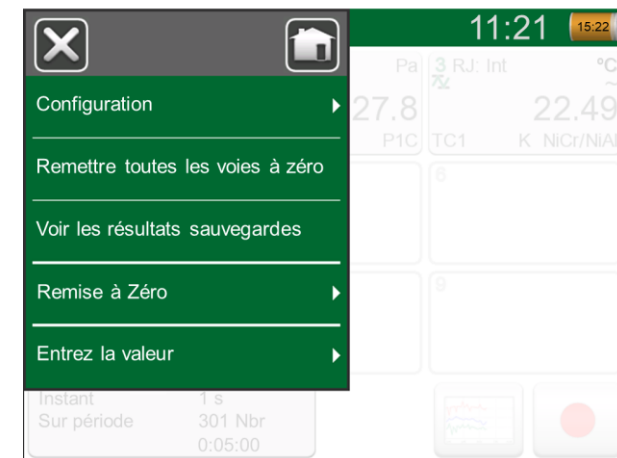 11:21 15:22
Pa 3 RJ: Int °C
Configuration
27.8 22.49
P1C TC1 K NiCr/NiAl
Remettre toutes les voies à zéro
6
Voir les résultats sauvegardes
Remise à Zéro
9
Entrez la valeur
Instant 1 s
Sur période 301 Nbr
0:05:00